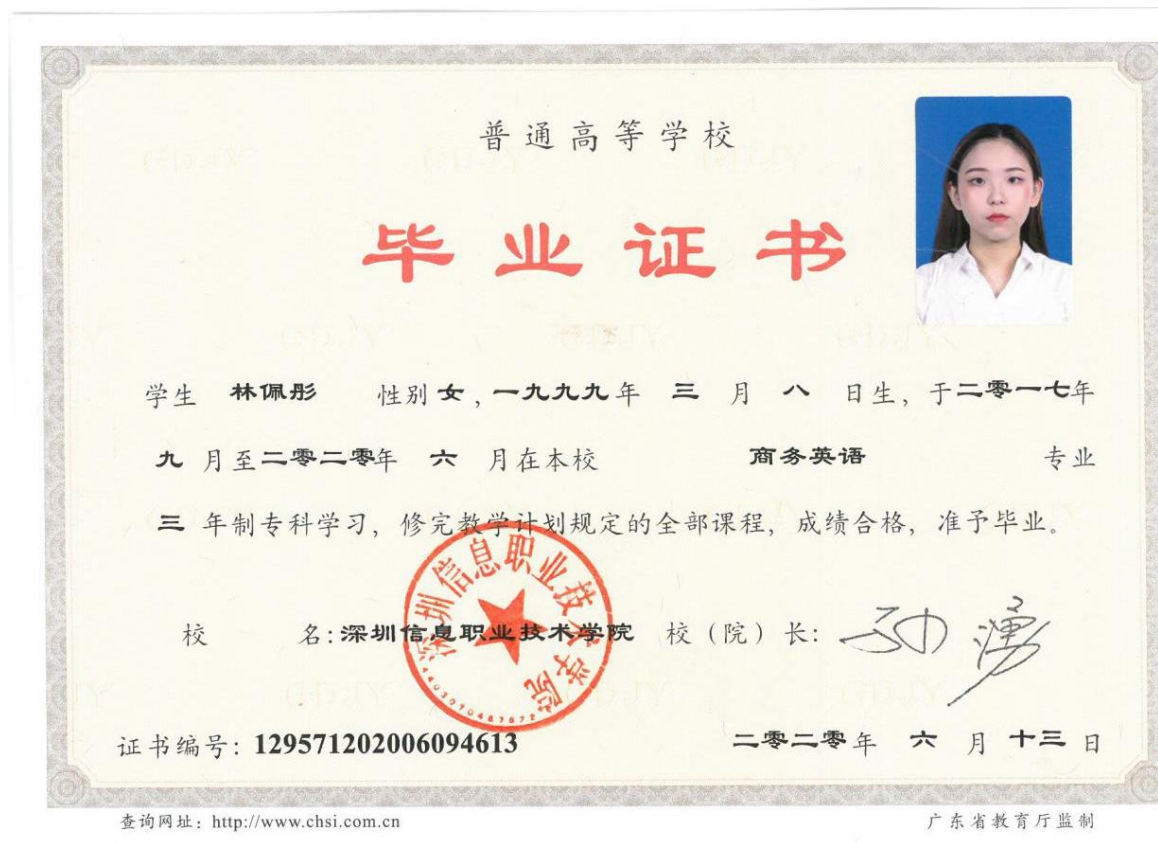 普通高等学校
毕业证书
学生 林佩彤 性别女，一九九九年 三 月 八 日生，于二零一七年
九 月至二零二零年 六 月在本校 商务英语 专业
三 年制专科学习，修完教学计划规定的全部课程，成绩合格，准予毕业。
深圳信息职业技术学院
校 名：深圳信息职业技术学院 校（院）长：
证书编号：129571202006094613 二零二零年 六 月 十三 日
查询网址：http://www.chsi.com.cn 广东省教育厅监制